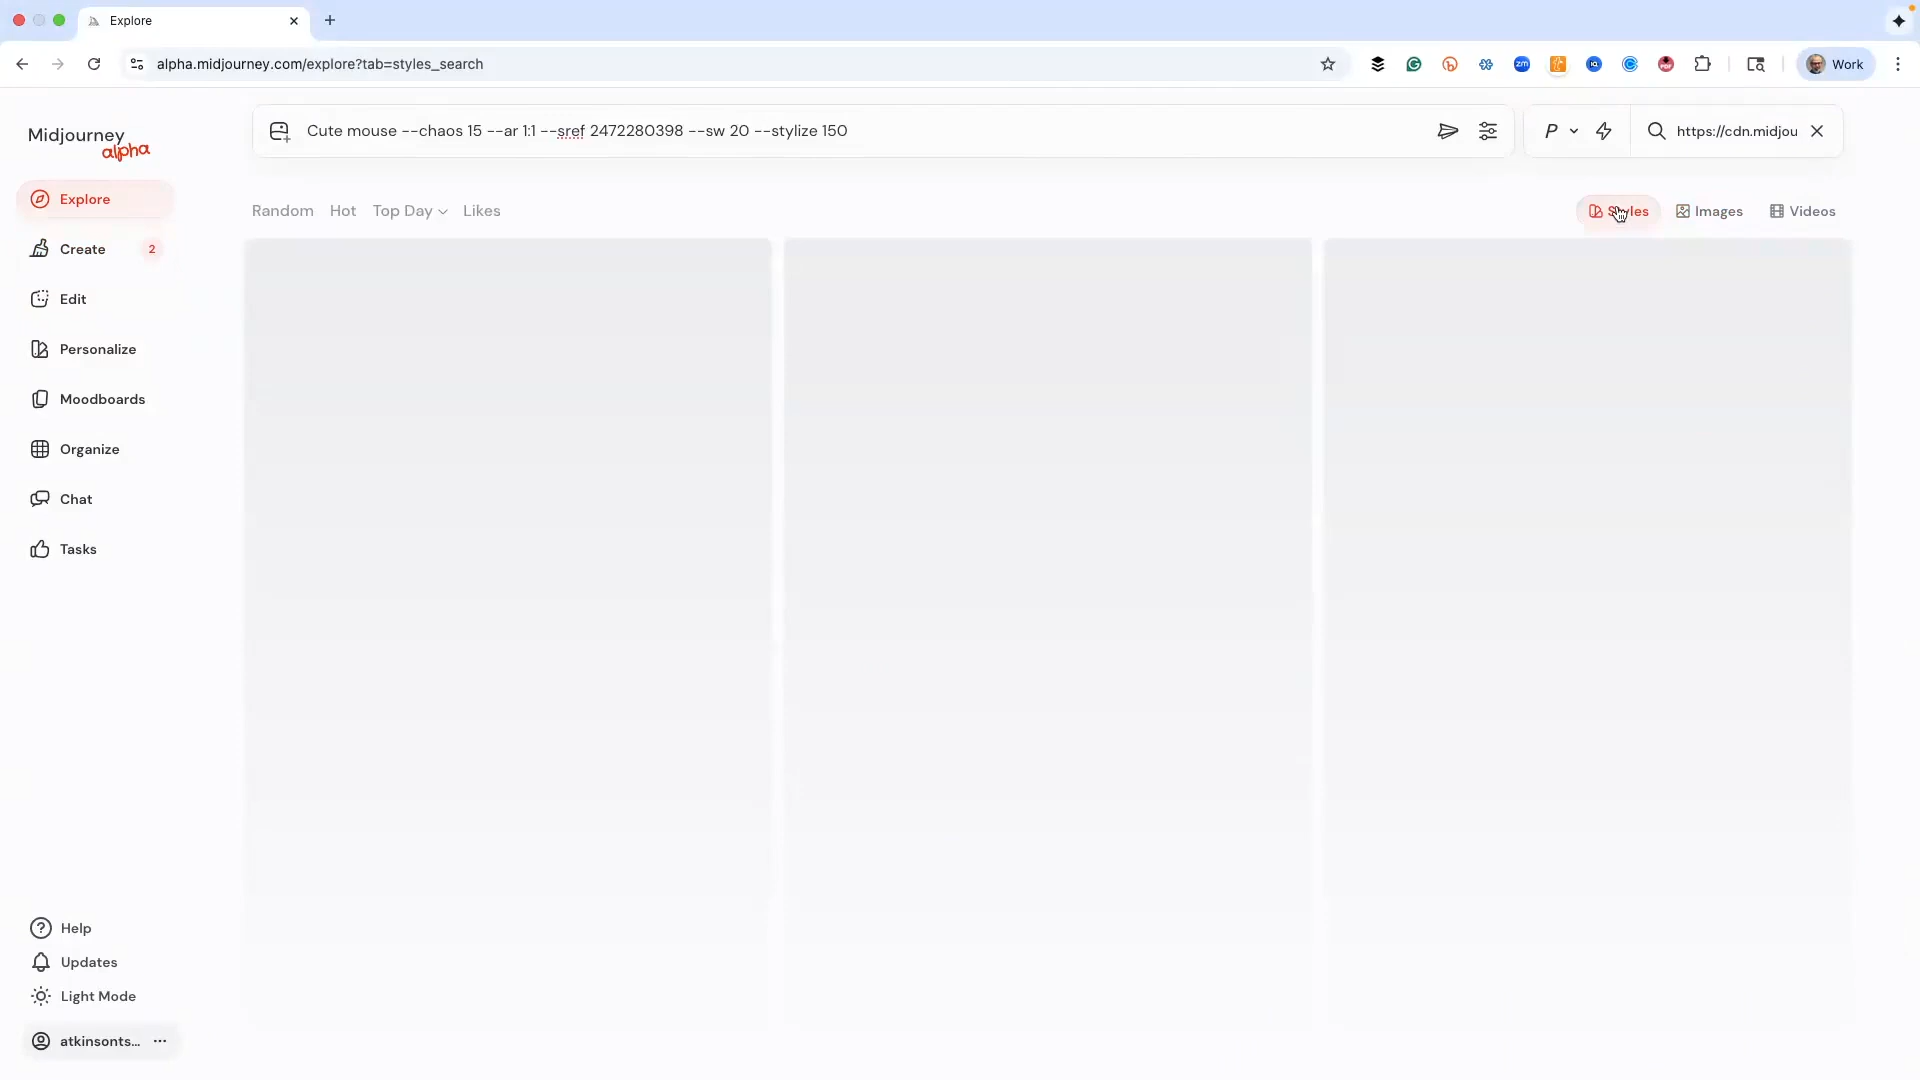 Explore
alpha.midjourney.com/explore?tab=styles_search
Work
Midjourney
alpha
Cute mouse --chaos 15 --ar 1:1 --sref 2472280398 --sw 20 --stylize 150
P
https://cdn.midjou
Explore
Random Hot Top Day Likes
Styles Images Videos
Create 2
Edit
Personalize
Moodboards
Organize
Chat
Tasks
Help
Updates
Light Mode
atkinsonts...